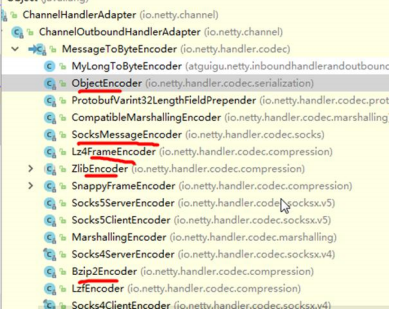 ChannelHandlerAdapter (io.netty.channel)
ChannelOutboundHandlerAdapter (io.netty.channel)
MessageToByteEncoder (io.netty.handler.codec)
MyLongToByteEncoder (atguigu.netty.inboundhandlerandoutbounc
ObjectEncoder (io.netty.handler.codec.serialization)
ProtobufVarint32LengthFieldPrepender (io.netty.handler.codec.prot
CompatibleMarshallingEncoder (io.netty.handler.codec.marshalling
SocksMessageEncoder (io.netty.handler.codec.socks)
Lz4FrameEncoder (io.netty.handler.codec.compression)
ZlibEncoder (io.netty.handler.codec.compression)
SnappyFrameEncoder (io.netty.handler.codec.compression)
Socks5ServerEncoder (io.netty.handler.codec.socksx.v5)
Socks5ClientEncoder (io.netty.handler.codec.socksx.v5)
MarshallingEncoder (io.netty.handler.codec.marshalling)
Socks4ServerEncoder (io.netty.handler.codec.socksx.v4)
Bzip2Encoder (io.netty.handler.codec.compression)
LzfEncoder (io.netty.handler.codec.compression)
Socks4ClientEncoder (io.netty.handler.codec.socksx.v4)